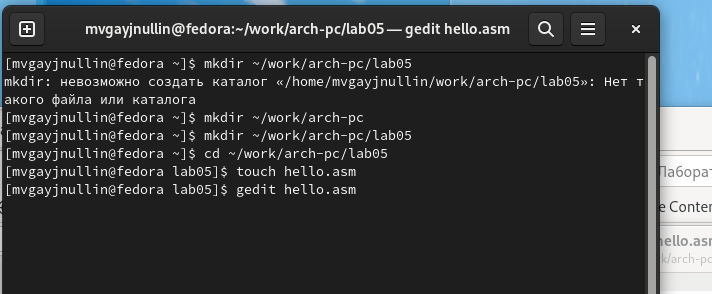 mvgayjnullin@fedora:~/work/arch-pc/lab05 — gedit hello.asm
[mvgayjnullin@fedora ~]$ mkdir ~/work/arch-pc/lab05
mkdir: невозможно создать каталог «/home/mvgayjnullin/work/arch-pc/lab05»: Нет т
акого файла или каталога
[mvgayjnullin@fedora ~]$ mkdir ~/work/arch-pc
[mvgayjnullin@fedora ~]$ mkdir ~/work/arch-pc/lab05
[mvgayjnullin@fedora ~]$ cd ~/work/arch-pc/lab05
[mvgayjnullin@fedora lab05]$ touch hello.asm
[mvgayjnullin@fedora lab05]$ gedit hello.asm
Лаборат
e Conten
hello.asm
k/arch-pc